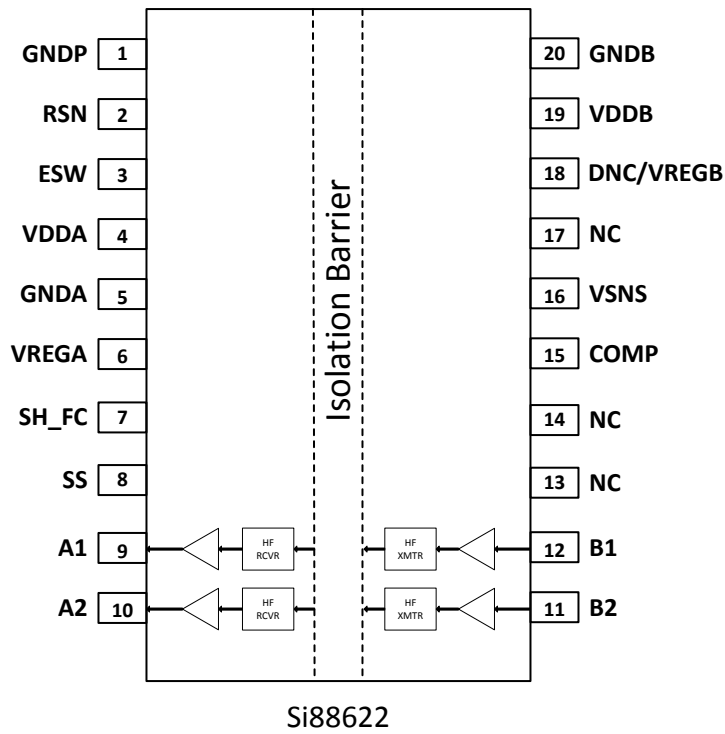 GNDP 1 20 GNDB
RSN 2 19 VDDB
ESW 3 18 DNC/VREGB
VDDA 4 17 NC
GNDA 5 16 VSNS
VREGA 6 15 COMP
SH_FC 7 14 NC
SS 8 13 NC
Isolation Barrier
A1 9 HF HF 12 B1
RCVR XMTR
A2 10 HF HF 11 B2
RCVR XMTR
Si88622